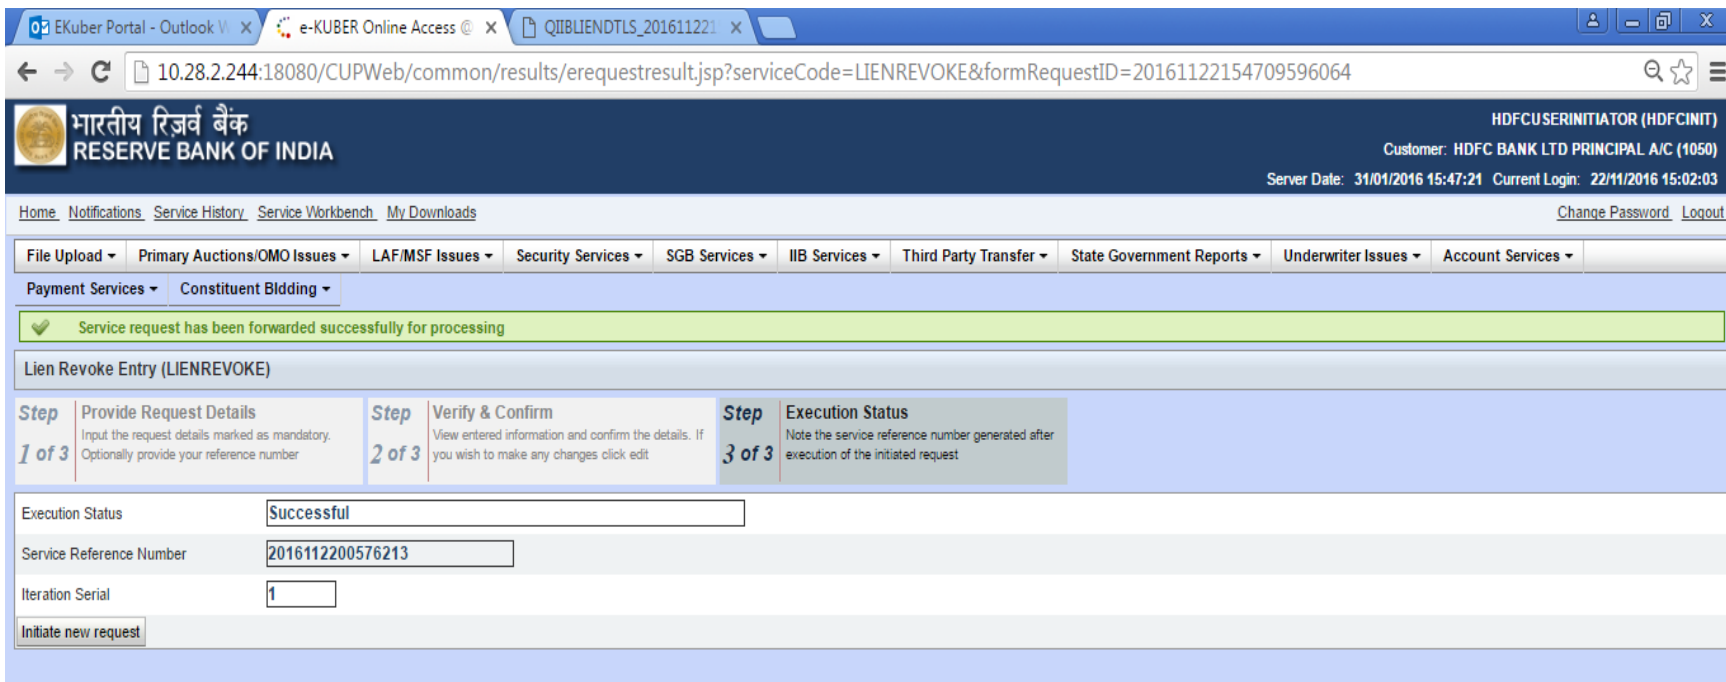 EKuber Portal - Outlook W
e-KUBER Online Access @
QIIBLIENDTLS_201611221
10.28.2.244:18080/CUPWeb/common/results/erequestresult.jsp?serviceCode=LIENREVOKE&formRequestID=20161122154709596064
भारतीय रिज़र्व बैंक
RESERVE BANK OF INDIA
HDFCUSERINITIATOR (HDFCINIT)
Customer: HDFC BANK LTD PRINCIPAL A/C (1050)
Server Date: 31/01/2016 15:47:21 Current Login: 22/11/2016 15:02:03
Home Notifications Service History Service Workbench My Downloads Change Password Logout
File Upload Primary Auctions/OMO Issues LAF/MSF Issues Security Services SGB Services IIB Services Third Party Transfer State Government Reports Underwriter Issues Account Services
Payment Services Constituent BIdding
Service request has been forwarded successfully for processing
Lien Revoke Entry (LIENREVOKE)
Step 1 of 3
Provide Request Details
Input the request details marked as mandatory.
Optionally provide your reference number
Step 2 of 3
Verify & Confirm
View entered information and confirm the details. If
you wish to make any changes click edit
Step 3 of 3
Execution Status
Note the service reference number generated after
execution of the initiated request
Execution Status Successful
Service Reference Number 2016112200576213
Iteration Serial 1
Initiate new request